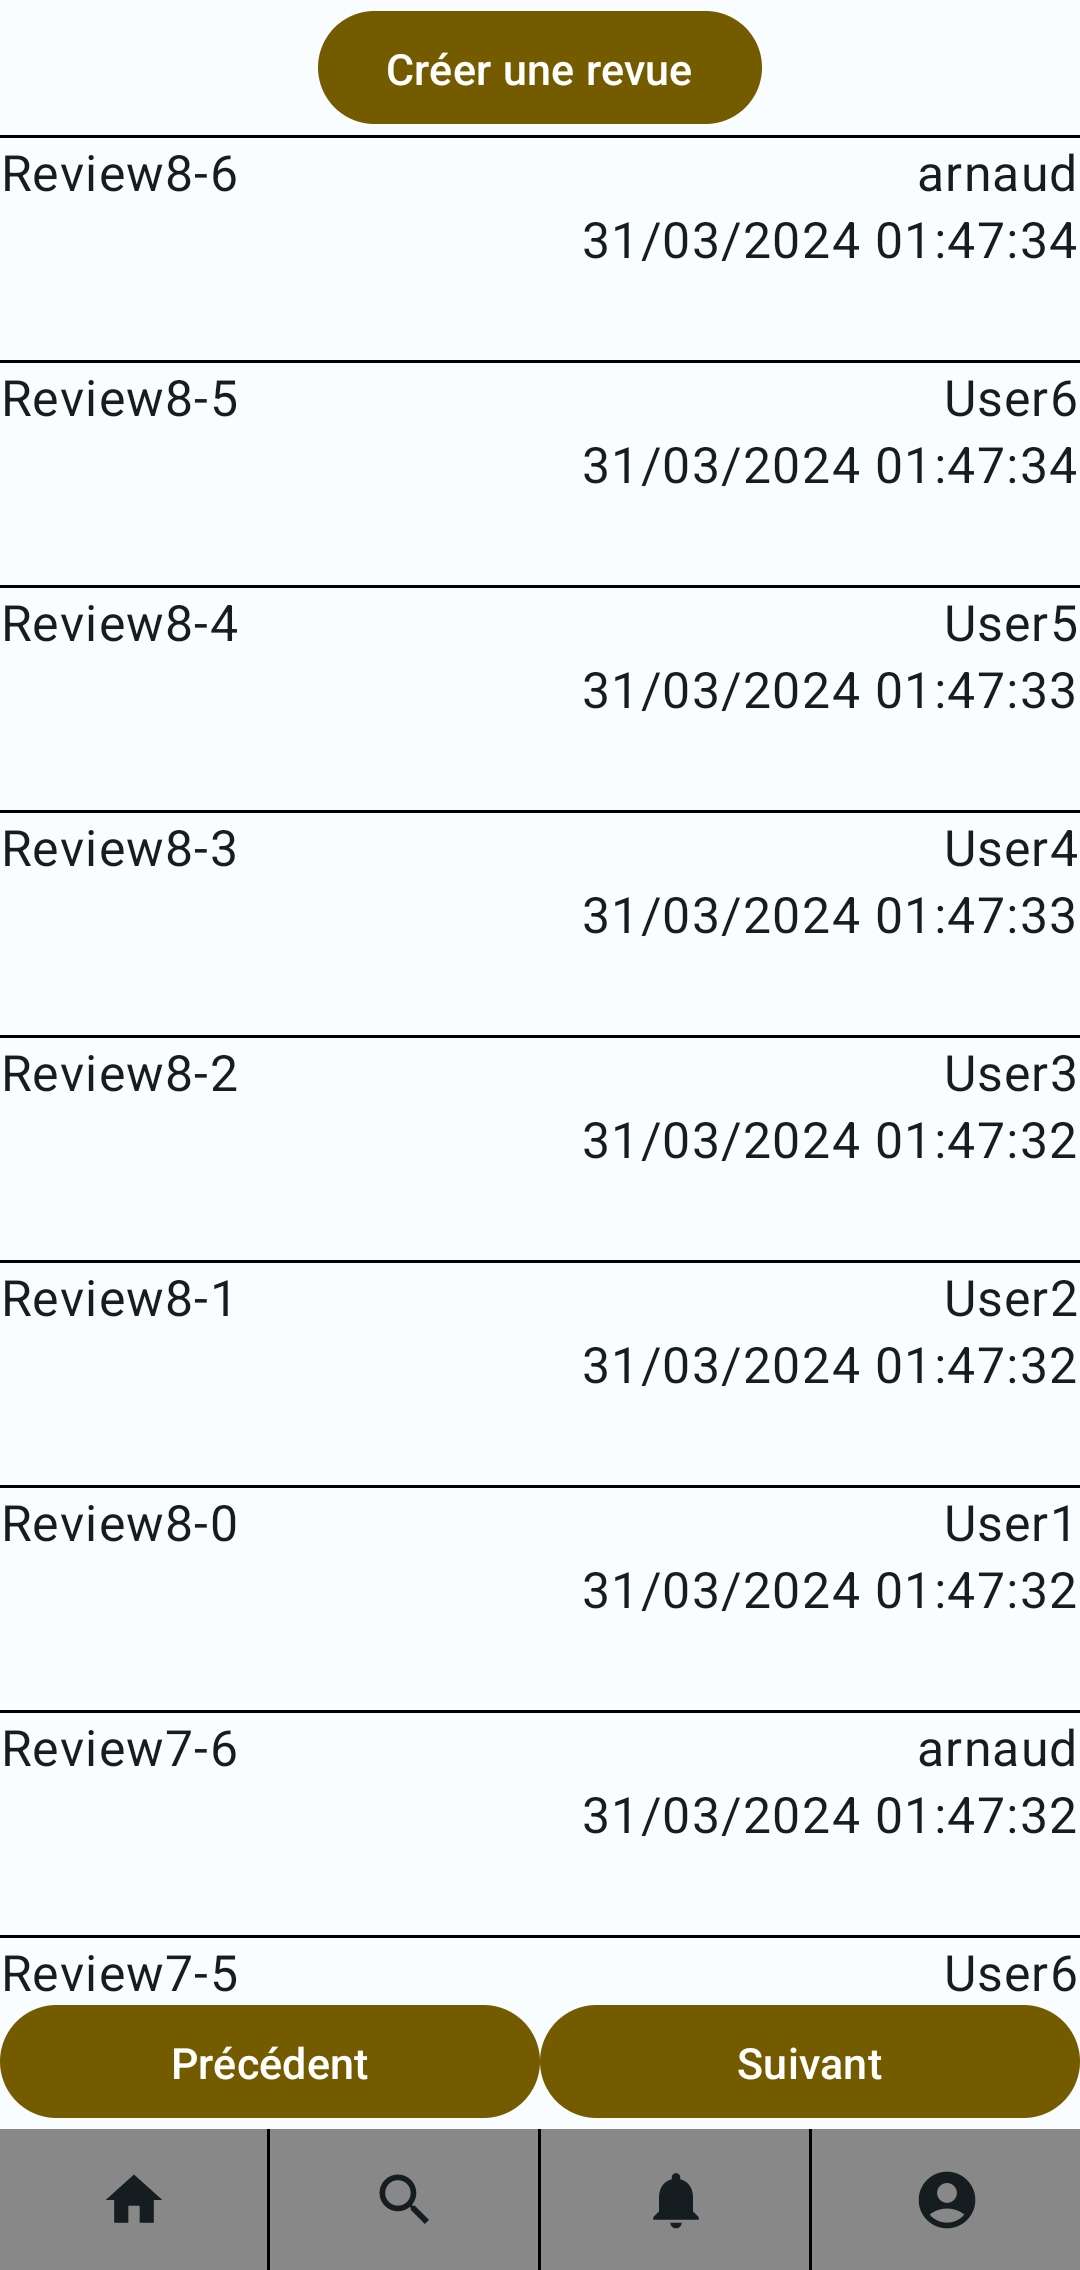 Créer une revue
Review8-6 arnaud
31/03/2024 01:47:34
Review8-5 User6
31/03/2024 01:47:34
Review8-4 User5
31/03/2024 01:47:33
Review8-3 User4
31/03/2024 01:47:33
Review8-2 User3
31/03/2024 01:47:32
Review8-1 User2
31/03/2024 01:47:32
Review8-0 User1
31/03/2024 01:47:32
Review7-6 arnaud
31/03/2024 01:47:32
Review7-5 User6
Précédent Suivant